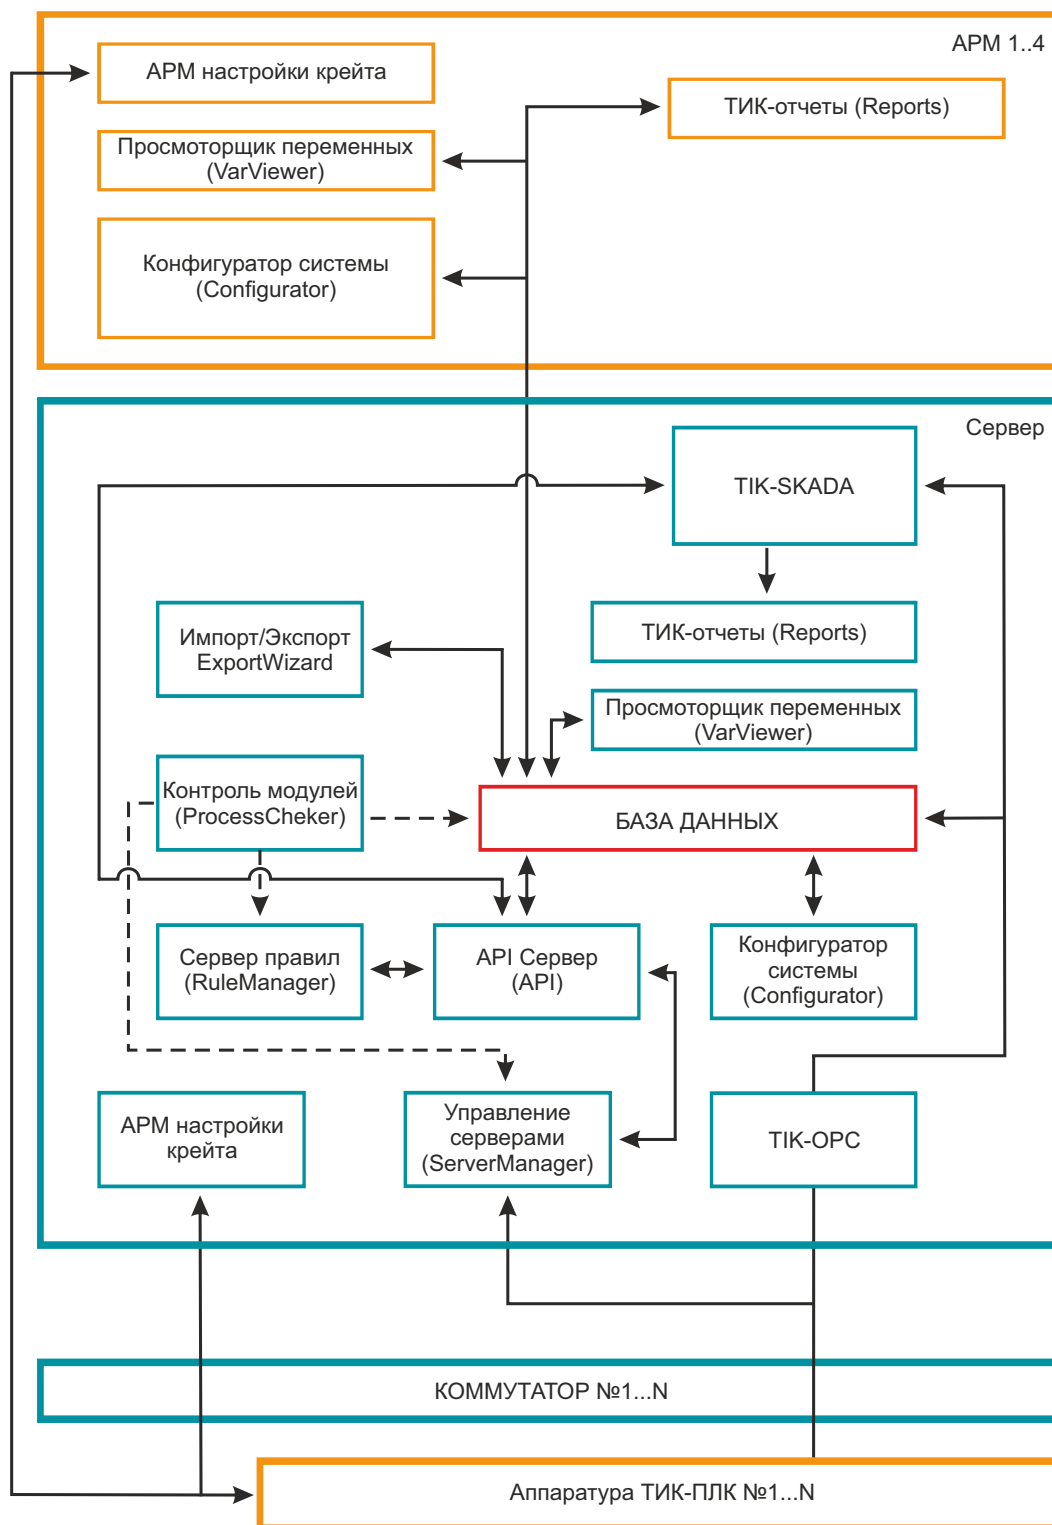 АРМ 1..4
АРМ настройки крейта
ТИК-отчеты (Reports)
Просмоторщик переменных
(VarViewer)
Конфигуратор системы
(Configurator)
Сервер
TIK-SKADA
ТИК-отчеты (Reports)
Импорт/Экспорт
ExportWizard
Просмоторщик переменных
(VarViewer)
Контроль модулей
(ProcessCheker)
БАЗА ДАННЫХ
Сервер правил
(RuleManager)
API Сервер
(API)
Конфигуратор
системы
(Configurator)
АРМ настройки
крейта
Управление
серверами
(ServerManager)
TIK-OPC
КОММУТАТОР №1...N
Аппаратура ТИК-ПЛК №1...N